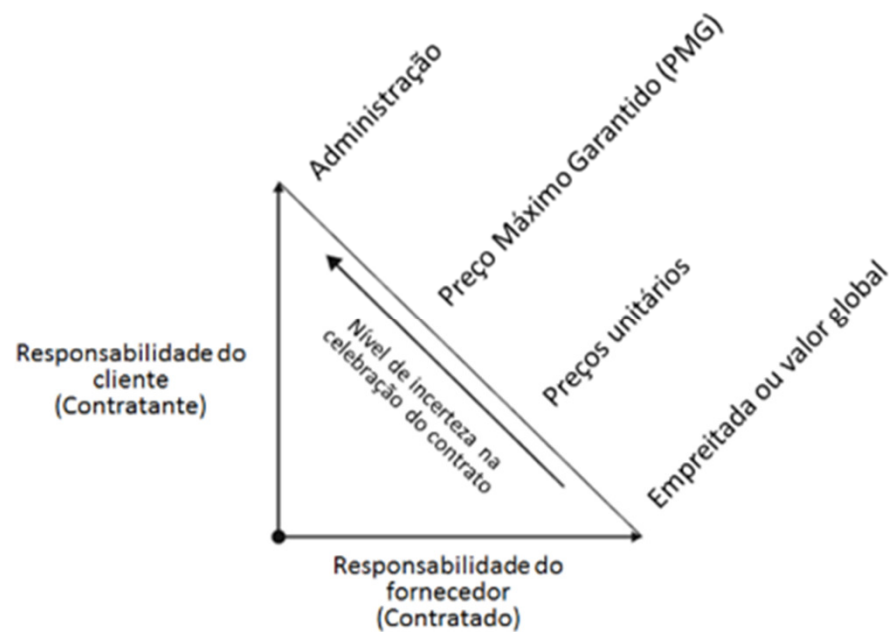 Administração
Preço Máximo Garantido (PMG)
Preços unitários
Empreitada ou valor global
Nível de incerteza na
celebração do contrato
Responsabilidade do
cliente
(Contratante)
Responsabilidade do
fornecedor
(Contratado)